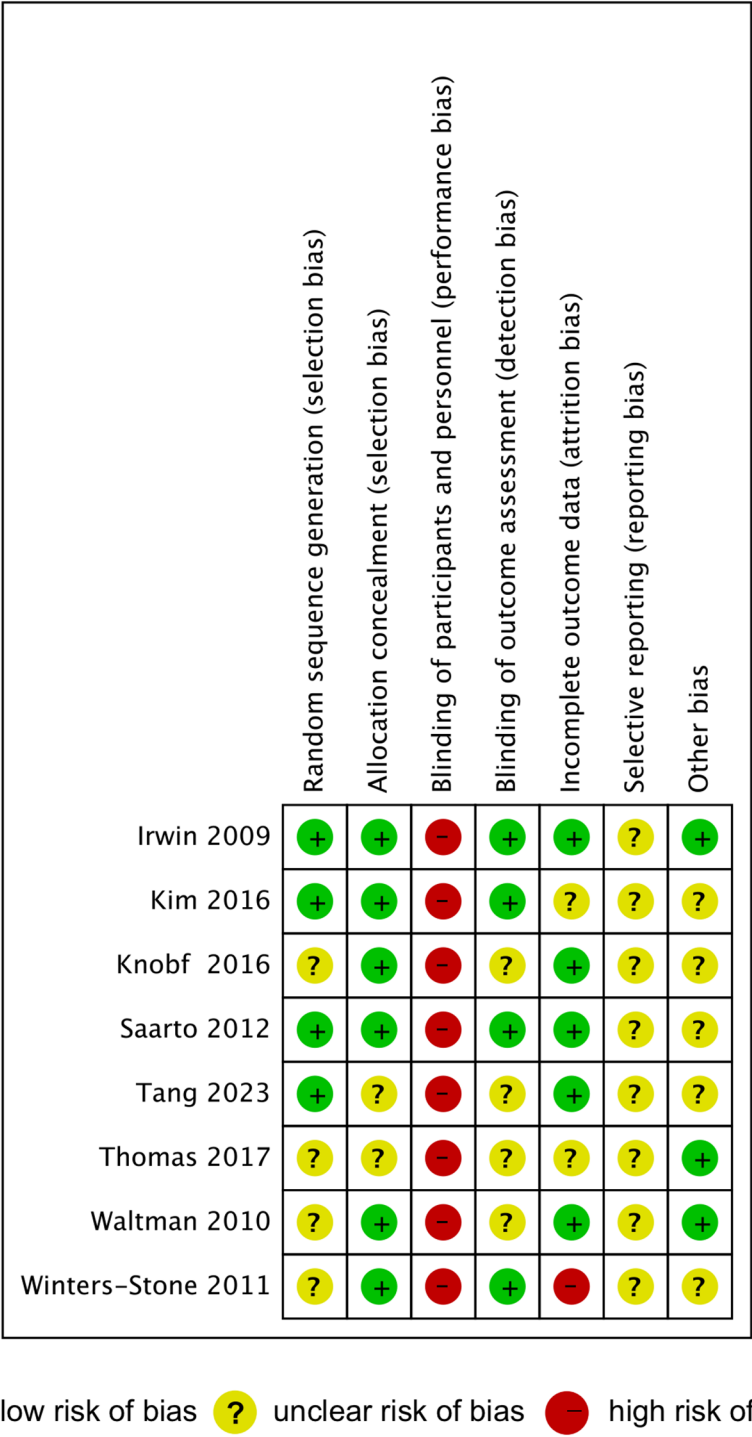 Random sequence generation (selection bias)
Allocation concealment (selection bias)
Blinding of participants and personnel (performance bias)
Blinding of outcome assessment (detection bias)
Incomplete outcome data (attrition bias)
Selective reporting (reporting bias)
Other bias
Irwin 2009 + + − + + ? +
Kim 2016 + + − + ? ? ?
Knobf 2016 ? + − ? + ? ?
Saarto 2012 + + − + + ? ?
Tang 2023 + ? − ? + ? ?
Thomas 2017 ? ? − ? ? ? +
Waltman 2010 ? + − ? + ? +
Winters−Stone 2011 ? + − + − ? ?
low risk of bias ? unclear risk of bias − high risk of